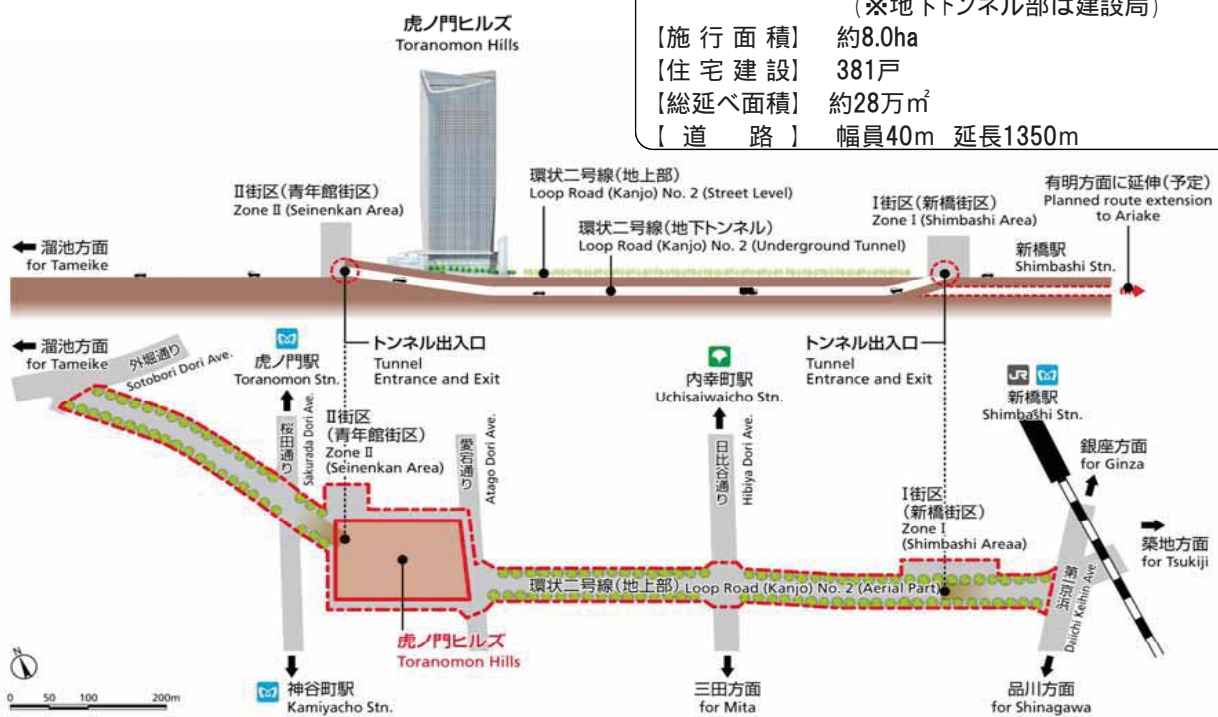 (※地下トンネル部は建設局)
【施行面積】 約8.0ha
【住宅建設】 381戸
【総延べ面積】 約28万㎡
【道路】 幅員40m 延長1350m
虎ノ門ヒルズ
Toranomon Hills
II街区(青年館街区)
Zone II (Seinenkan Area)
環状二号線(地上部)
Loop Road (Kanjo) No. 2 (Street Level)
環状二号線(地下トンネル)
Loop Road (Kanjo) No. 2 (Underground Tunnel)
I街区(新橋街区)
Zone I (Shimbashi Area)
有明方面に延伸(予定)
Planned route extension
to Ariake
新橋駅
Shimbashi Stn.
溜池方面
for Tameike
溜池方面
for Tameike
外堀通り
Sotobori Dori Ave.
虎ノ門駅
Toranomon Stn.
トンネル出入口
Tunnel
Entrance and Exit
内幸町駅
Uchisaiwaicho Stn.
トンネル出入口
Tunnel
Entrance and Exit
JR
新橋駅
Shimbashi Stn.
桜田通り
Sakurada Dori Ave.
II街区
(青年館街区)
Zone II
(Seinenkan Area)
愛宕通り
Atago Dori Ave.
日比谷通り
Hibiya Dori Ave.
I街区
(新橋街区)
Zone I
(Shimbashi Areaa)
銀座方面
for Ginza
築地方面
for Tsukiji
環状二号線(地上部) Loop Road (Kanjo) No. 2 (Aerial Part)
第一京浜
Daiichi Keihin Ave.
虎ノ門ヒルズ
Toranomon Hills
N
0 50 100 200m
神谷町駅
Kamiyacho Stn.
三田方面
for Mita
品川方面
for Shinagawa